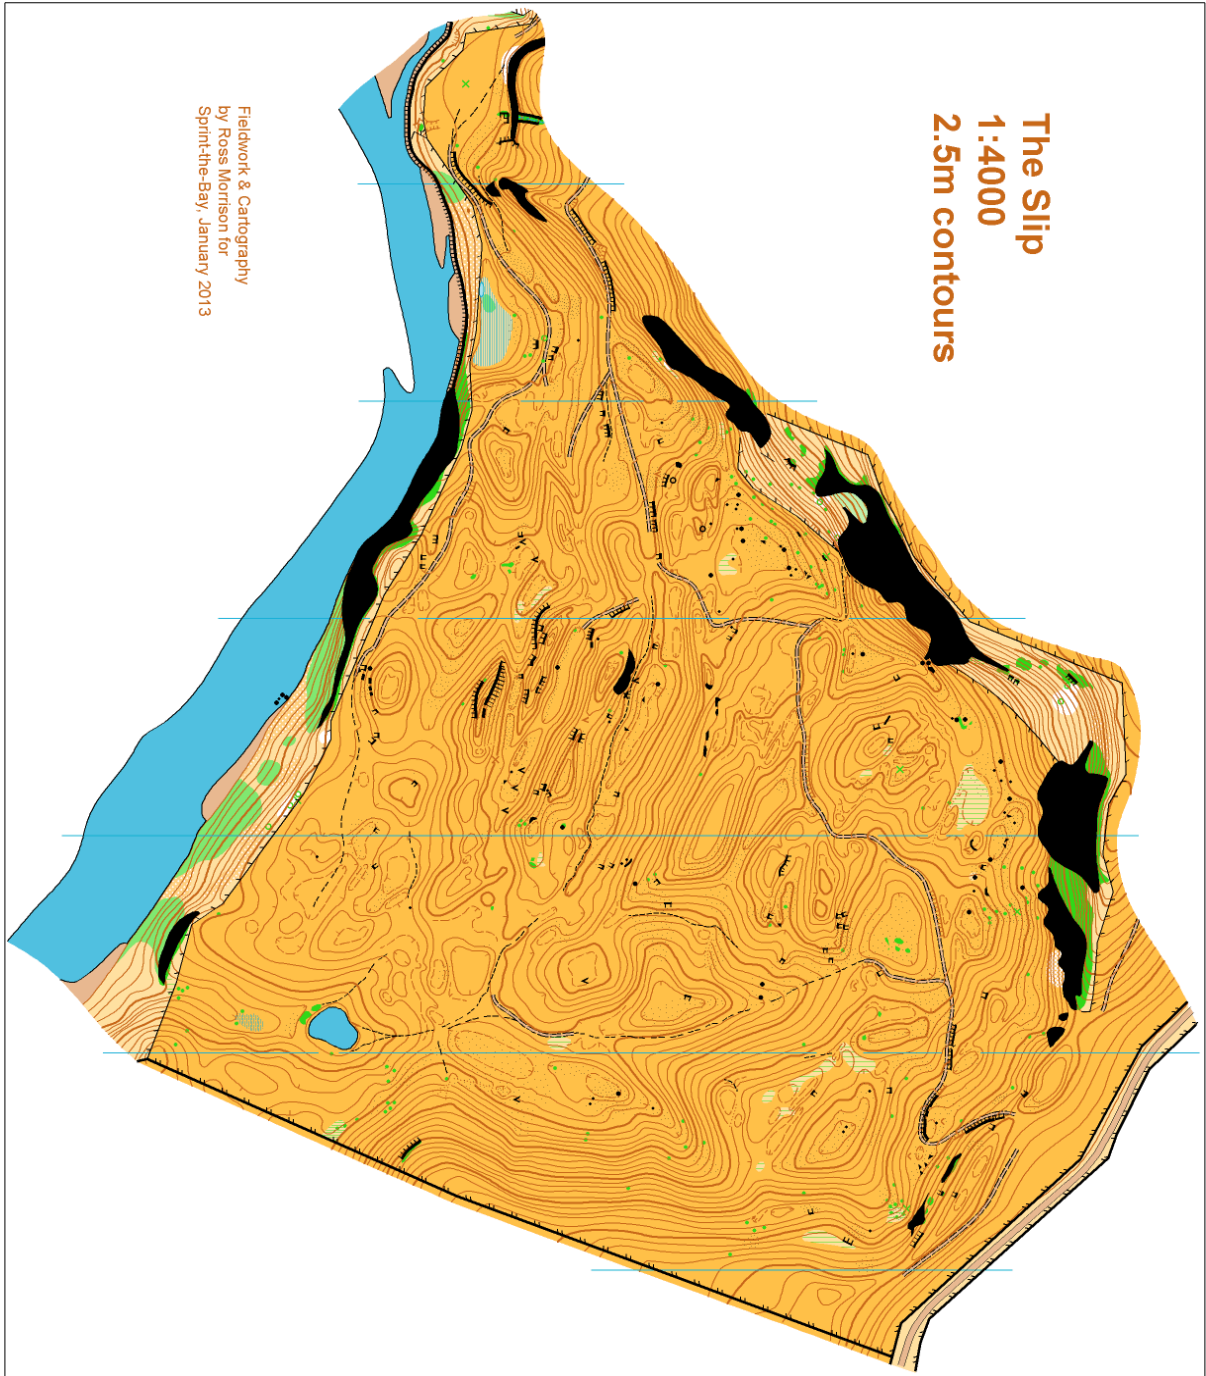 The Slip
1:4000
2.5m contours
Fieldwork & Cartography
by Ross Morrison for
Sprint-the-Bay, January 2013